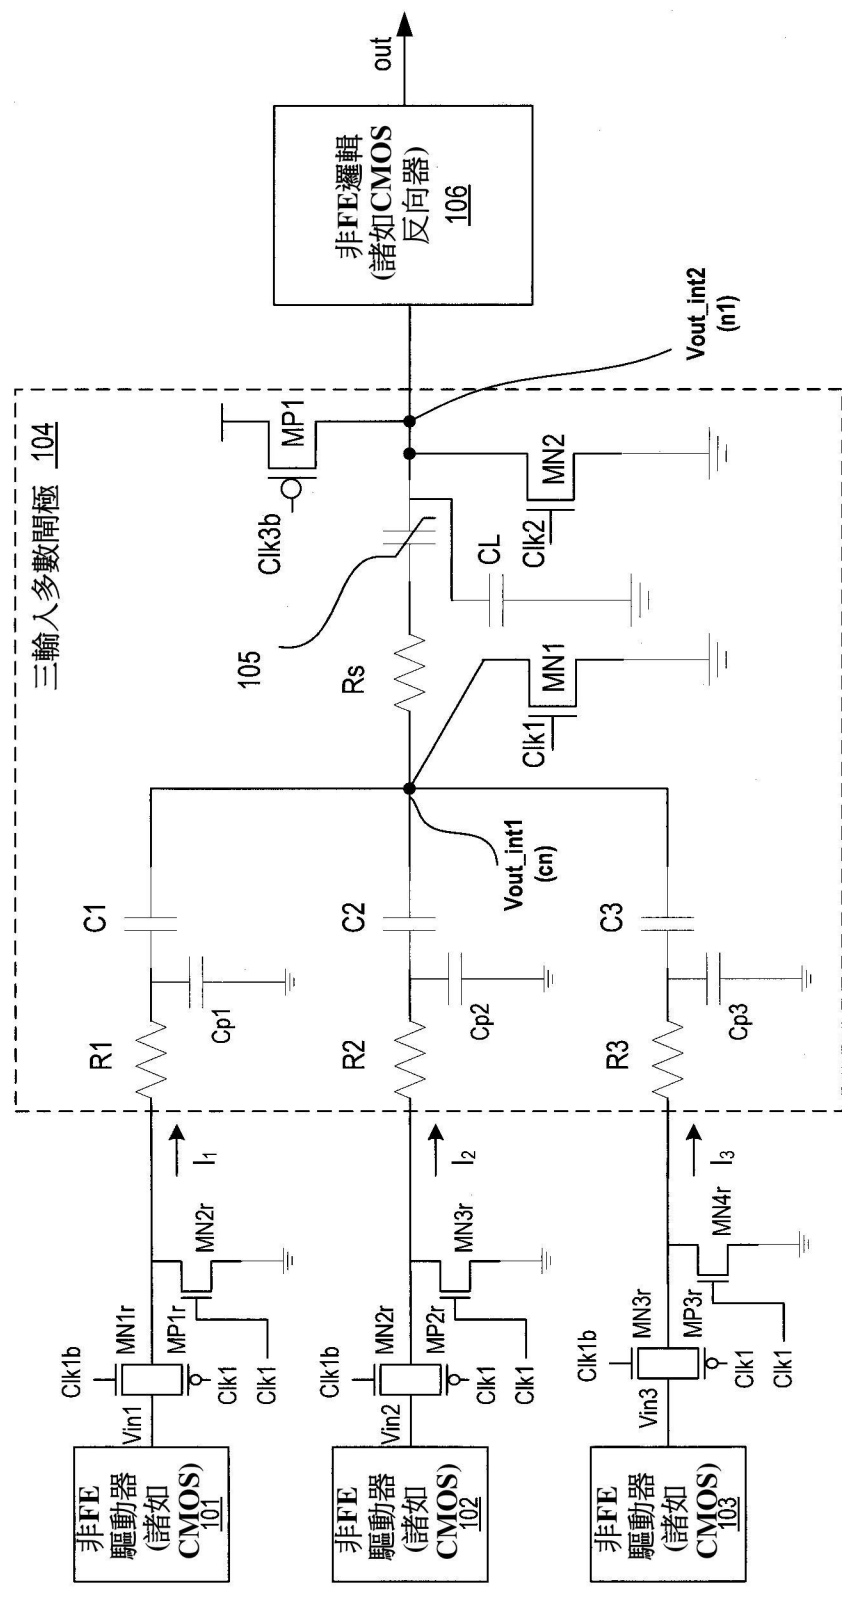 三輸入多數閘極 104
非FE
驅動器
(諸如
CMOS)
101
Vin1
Clk1b
MN1r
MP1r
Clk1
Clk1
MN2r
I₁
R1
Cp1
C1
非FE
驅動器
(諸如
CMOS)
102
Vin2
Clk1b
MN2r
MP2r
Clk1
Clk1
MN3r
I₂
R2
Cp2
C2
非FE
驅動器
(諸如
CMOS)
103
Vin3
Clk1b
MN3r
MP3r
Clk1
Clk1
MN4r
I₃
R3
Cp3
C3
Vout_int1
(cn)
Rs
105
Clk1
MN1
CL
Clk3b
MP1
Clk2
MN2
Vout_int2
(n1)
非FE邏輯
(諸如CMOS
反向器)
106
out